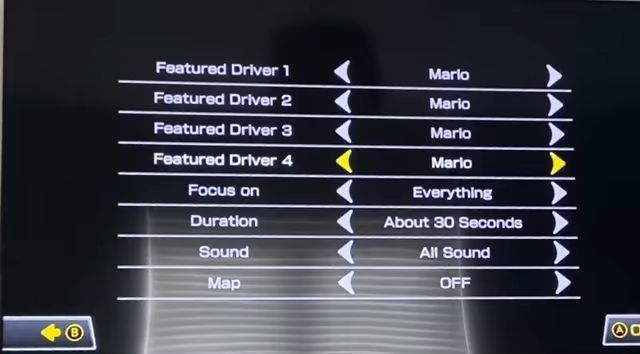 Featured Driver 1 Mario
Featured Driver 2 Mario
Featured Driver 3 Mario
Featured Driver 4 Mario
Focus on Everything
Duration About 30 Seconds
Sound All Sound
Map OFF
B A